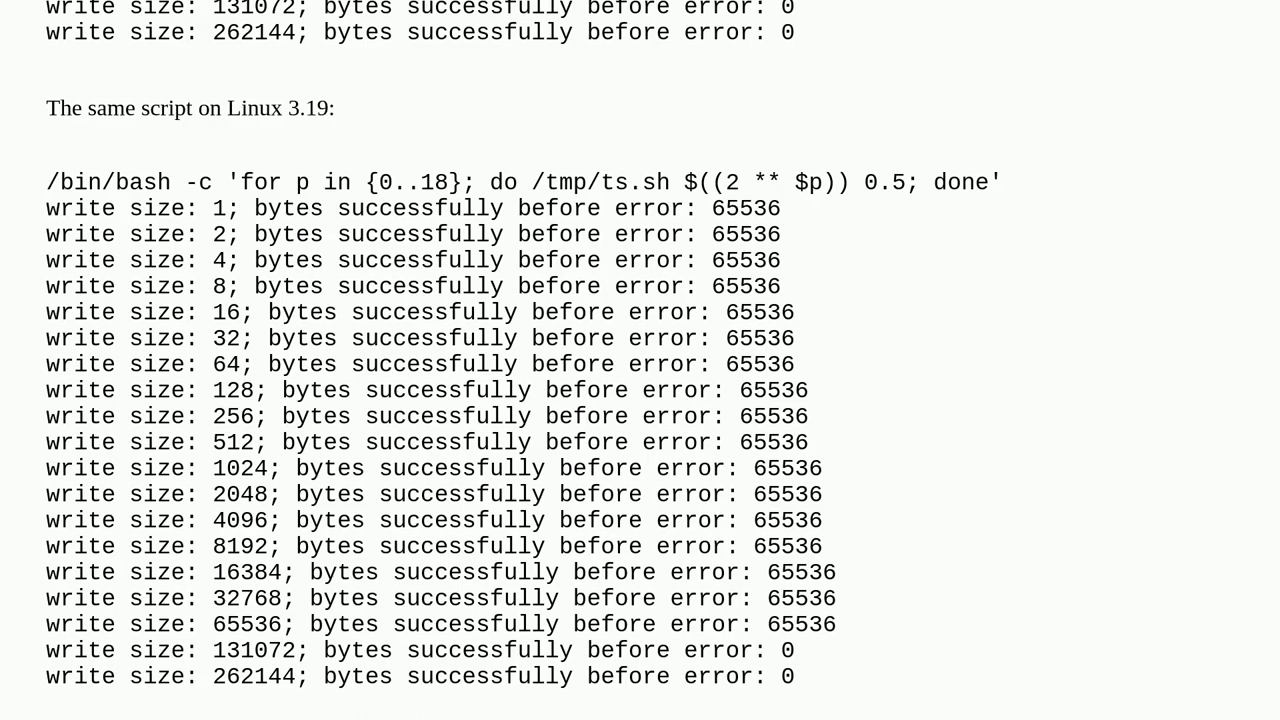 write size: 131072; bytes successfully before error: 0
write size: 262144; bytes successfully before error: 0
The same script on Linux 3.19:
/bin/bash -c 'for p in {0..18}; do /tmp/ts.sh $((2 ** $p)) 0.5; done'
write size: 1; bytes successfully before error: 65536
write size: 2; bytes successfully before error: 65536
write size: 4; bytes successfully before error: 65536
write size: 8; bytes successfully before error: 65536
write size: 16; bytes successfully before error: 65536
write size: 32; bytes successfully before error: 65536
write size: 64; bytes successfully before error: 65536
write size: 128; bytes successfully before error: 65536
write size: 256; bytes successfully before error: 65536
write size: 512; bytes successfully before error: 65536
write size: 1024; bytes successfully before error: 65536
write size: 2048; bytes successfully before error: 65536
write size: 4096; bytes successfully before error: 65536
write size: 8192; bytes successfully before error: 65536
write size: 16384; bytes successfully before error: 65536
write size: 32768; bytes successfully before error: 65536
write size: 65536; bytes successfully before error: 65536
write size: 131072; bytes successfully before error: 0
write size: 262144; bytes successfully before error: 0